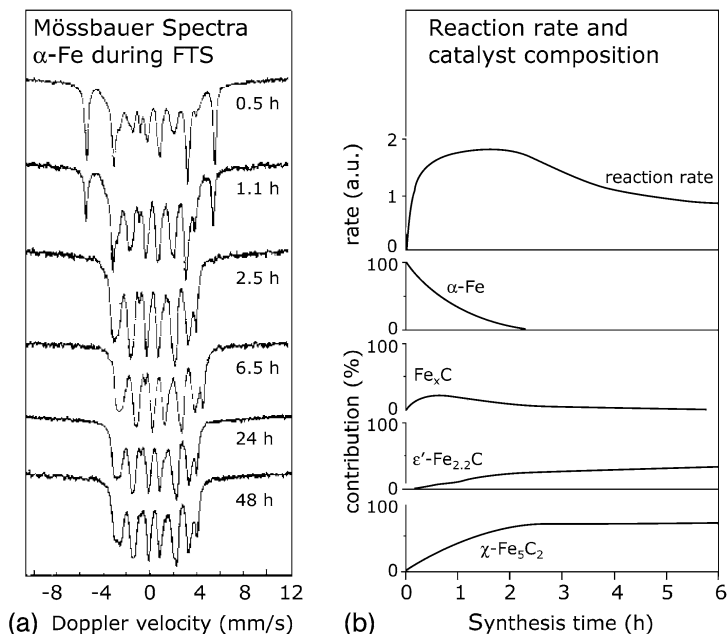 Mössbauer Spectra
α-Fe during FTS
0.5 h
1.1 h
2.5 h
6.5 h
24 h
48 h
-8 -4 0 4 8 12
(a) Doppler velocity (mm/s)
Reaction rate and
catalyst composition
rate (a.u.)
2
1
0
reaction rate
contribution (%)
100
0
α-Fe
100
0
FeₓC
100
0
ε′-Fe₂.₂C
100
0
χ-Fe₅C₂
0 1 2 3 4 5 6
(b) Synthesis time (h)